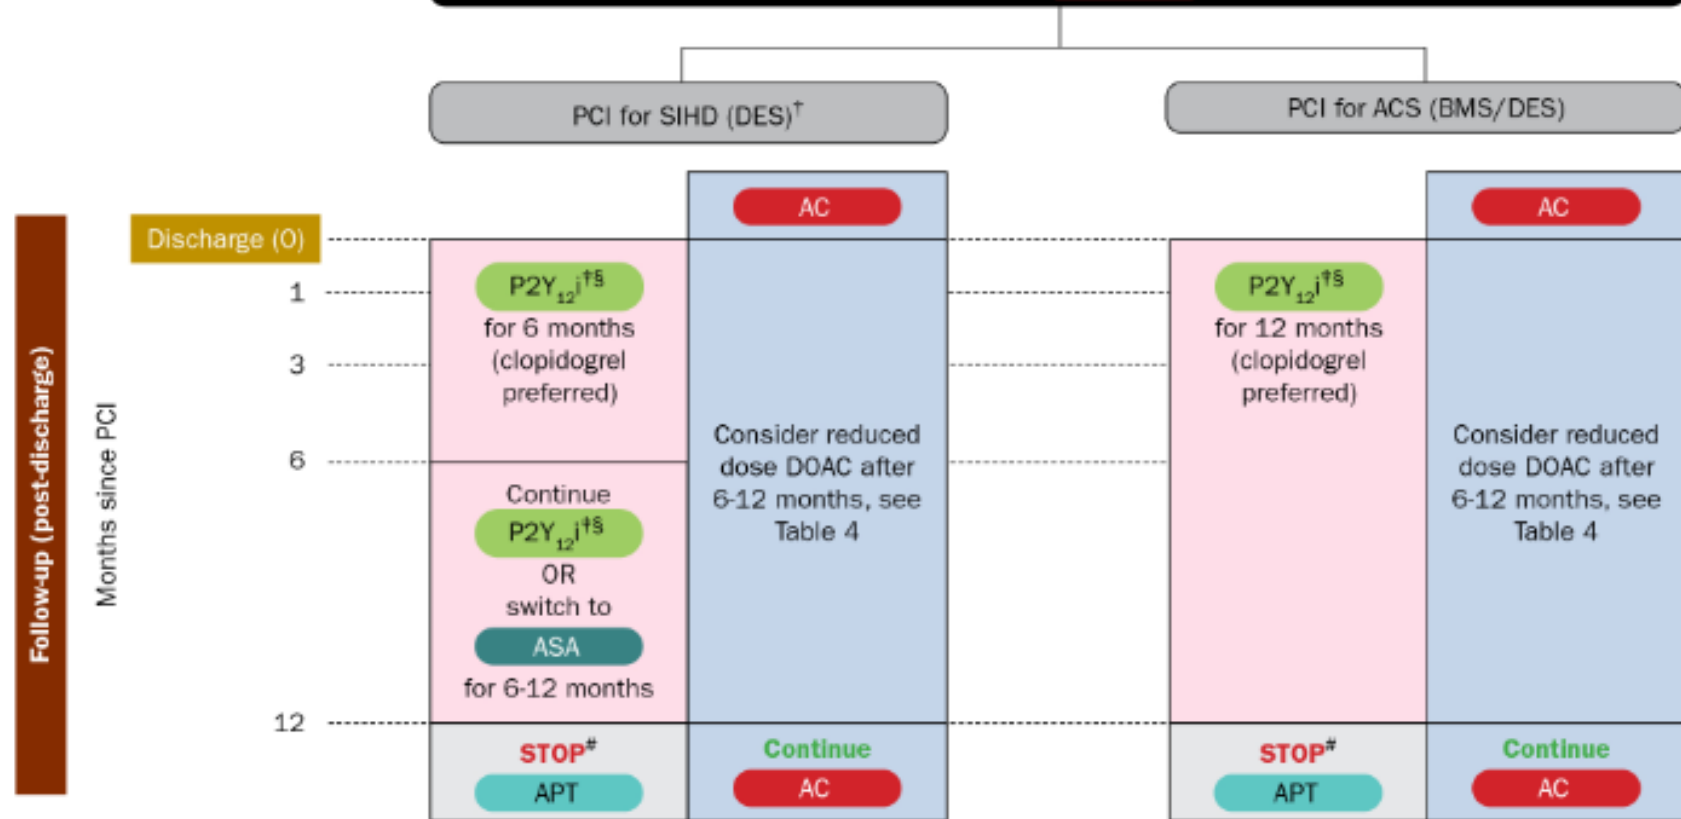 PCI for SIHD (DES)†
PCI for ACS (BMS/DES)
AC
AC
Discharge (0)
P2Y₁₂i†§
P2Y₁₂i†§
1
for 6 months
(clopidogrel
preferred)
for 12 months
(clopidogrel
preferred)
3
Follow-up (post-discharge)
Months since PCI
6
Consider reduced
dose DOAC after
6-12 months, see
Table 4
Consider reduced
dose DOAC after
6-12 months, see
Table 4
Continue
P2Y₁₂i†§
OR
switch to
ASA
for 6-12 months
12
STOP#
APT
Continue
AC
STOP#
APT
Continue
AC